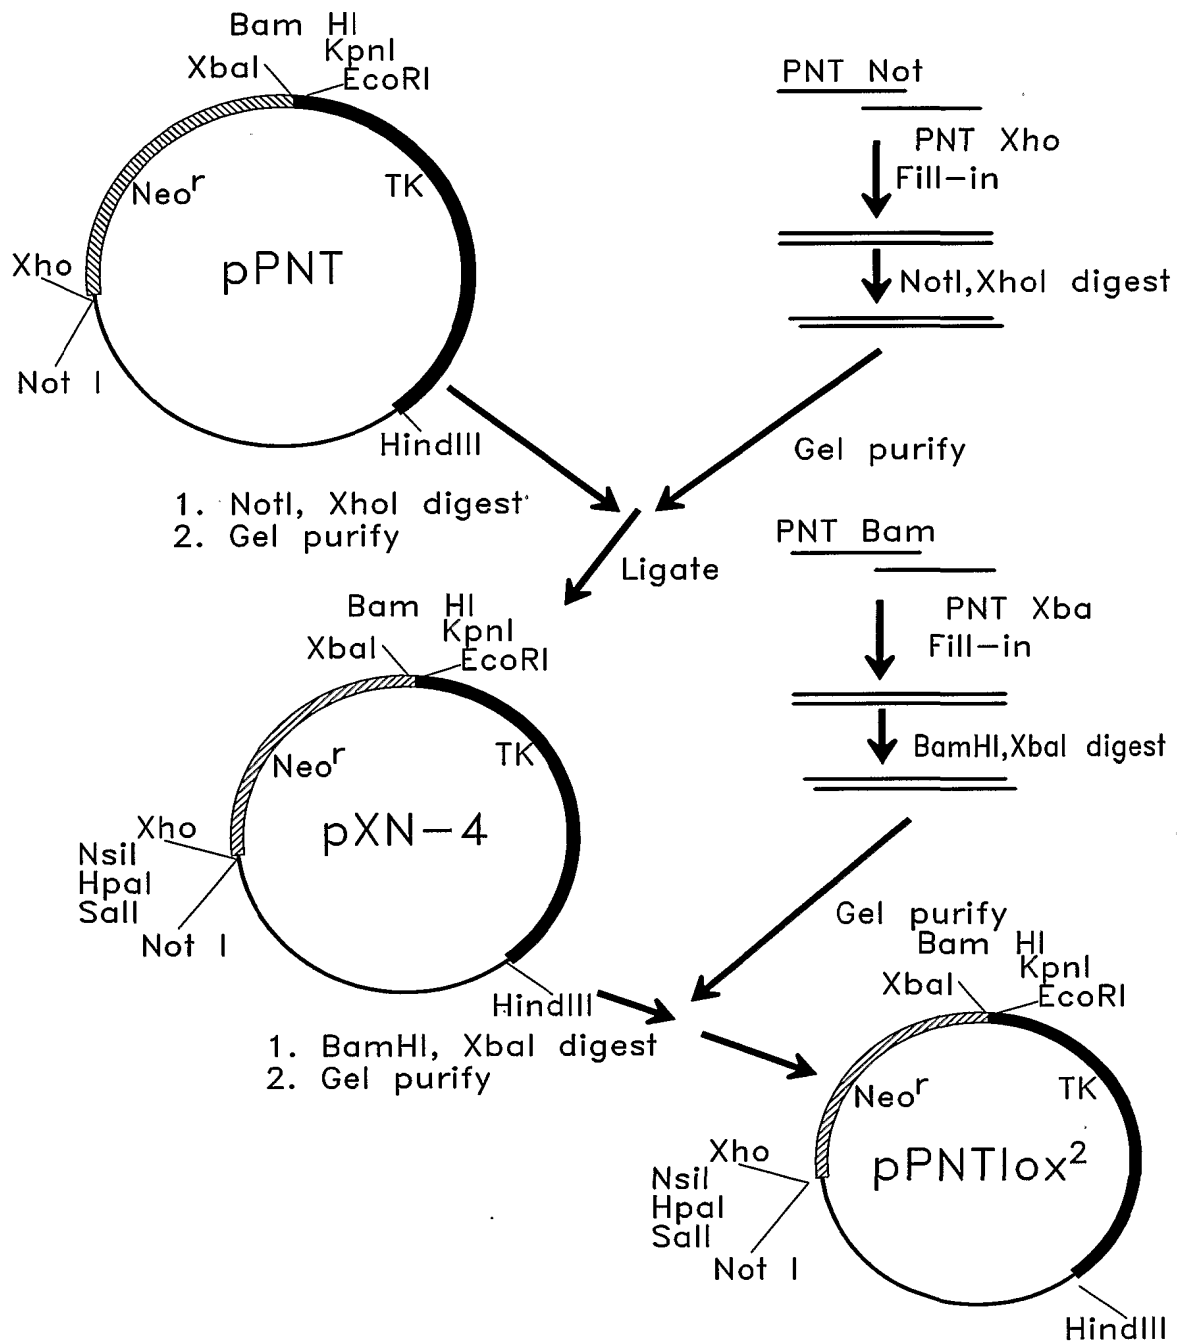 Bam HI
KpnI
XbaI
EcoRI
Neo^r
TK
pPNT
Xho
Not I
HindIII
1. NotI, XhoI digest
2. Gel purify
PNT Not
PNT Xho
Fill-in
NotI,XhoI digest
Gel purify
Ligate
PNT Bam
PNT Xba
Fill-in
BamHI,XbaI digest
Gel purify
Bam HI
KpnI
XbaI
EcoRI
Neo^r
TK
pXN-4
Xho
NsiI
HpaI
SalI
Not I
HindIII
1. BamHI, XbaI digest
2. Gel purify
Bam HI
KpnI
XbaI
EcoRI
Neo^r
TK
pPNTlox²
Xho
NsiI
HpaI
SalI
Not I
HindIII